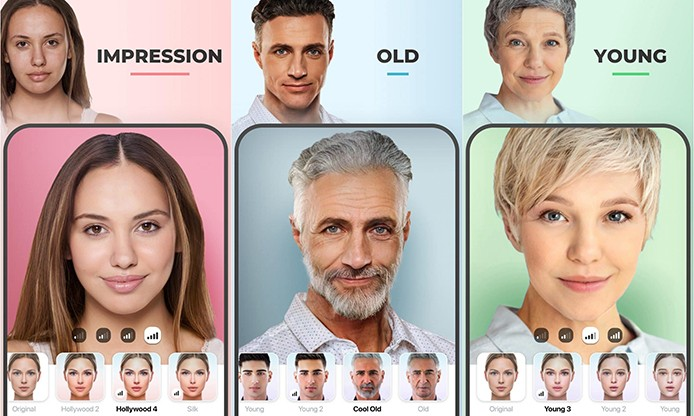 IMPRESSION
OLD
YOUNG
Original
Hollywood 2
Hollywood 4
Silk
Young
Young 2
Cool Old
Old
Original
Young 3
Young 2
Young